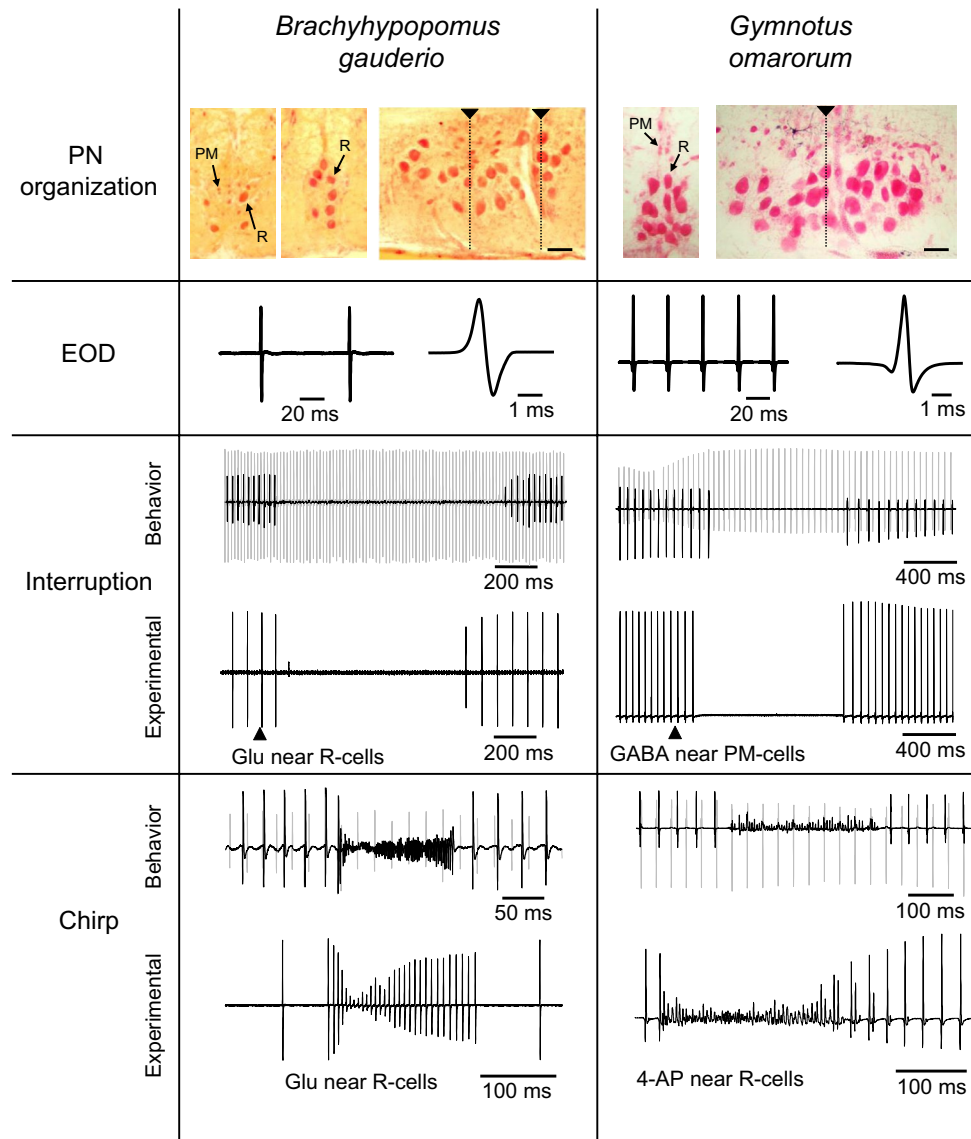 Brachyhypopomus
gauderio
Gymnotus
omarorum
PN
organization
PM
R
R
PM
R
EOD
20 ms
1 ms
20 ms
1 ms
Interruption
Behavior
200 ms
400 ms
Experimental
200 ms
Glu near R-cells
400 ms
GABA near PM-cells
Chirp
Behavior
50 ms
100 ms
Experimental
Glu near R-cells
100 ms
4-AP near R-cells
100 ms